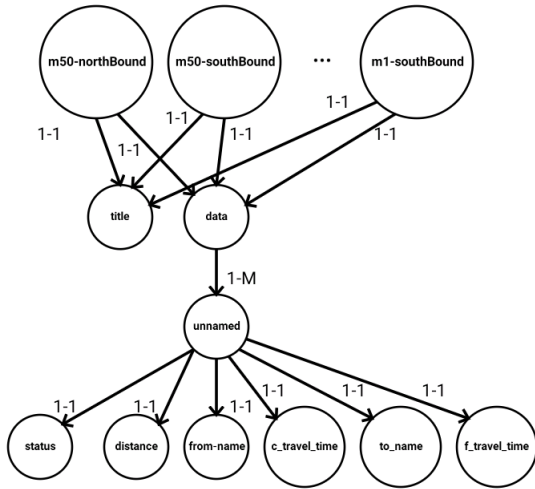 m50-northBound
m50-southBound
...
m1-southBound
1-1
1-1
1-1
1-1
1-1
1-1
title
data
1-M
unnamed
1-1
1-1
1-1
1-1
1-1
1-1
status
distance
from-name
c_travel_time
to_name
f_travel_time